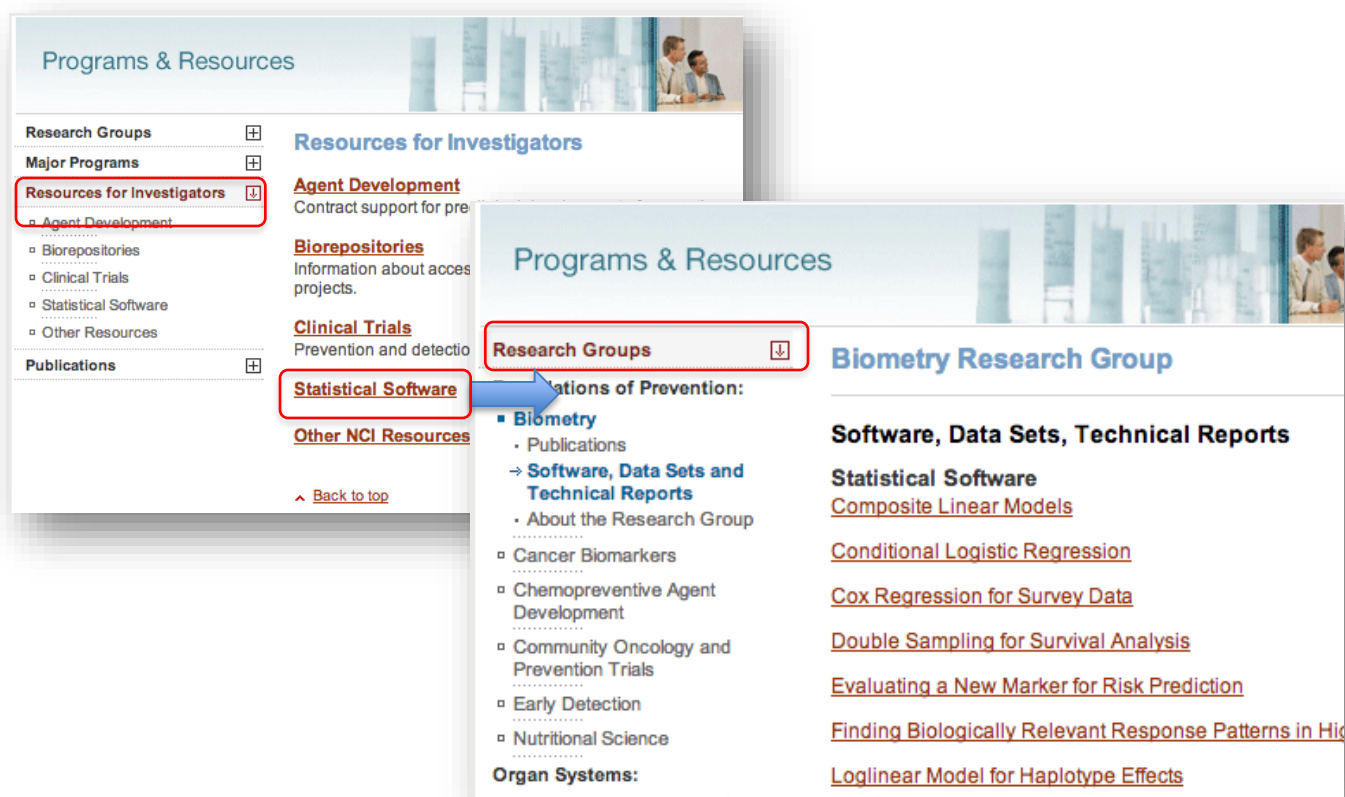 Programs & Resources
Research Groups
Major Programs
Resources for Investigators
Agent Development
Biorepositories
Clinical Trials
Statistical Software
Other Resources
Publications
Resources for Investigators
Agent Development
Contract support for pre
Biorepositories
Information about acces
projects.
Clinical Trials
Prevention and detectio
Statistical Software
Other NCI Resources
Back to top
Programs & Resources
Research Groups
ations of Prevention:
Biometry
Publications
Software, Data Sets and
Technical Reports
About the Research Group
Cancer Biomarkers
Chemopreventive Agent
Development
Community Oncology and
Prevention Trials
Early Detection
Nutritional Science
Organ Systems:
Biometry Research Group
Software, Data Sets, Technical Reports
Statistical Software
Composite Linear Models
Conditional Logistic Regression
Cox Regression for Survey Data
Double Sampling for Survival Analysis
Evaluating a New Marker for Risk Prediction
Finding Biologically Relevant Response Patterns in Hig
Loglinear Model for Haplotype Effects